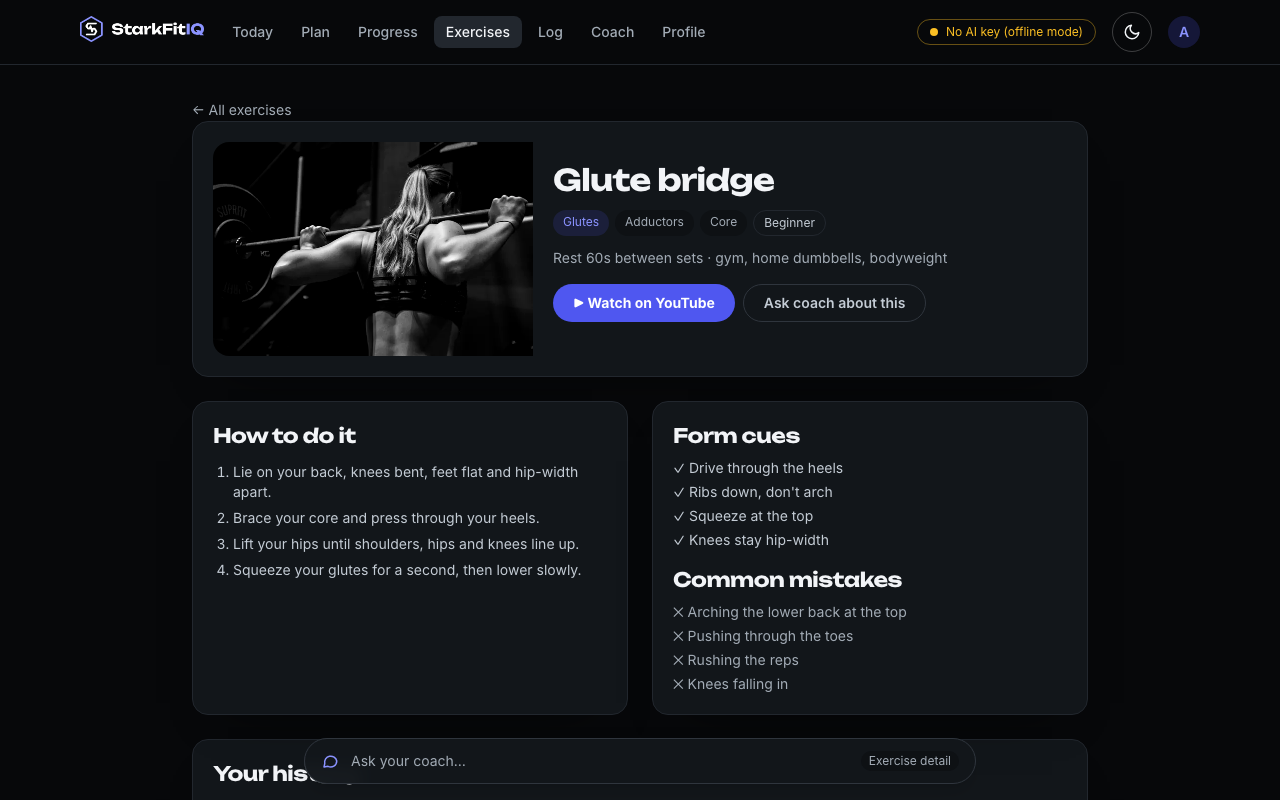 StarkFitIQ
Today
Plan
Progress
Exercises
Log
Coach
Profile
No AI key (offline mode)
A
← All exercises
Glute bridge
Glutes
Adductors
Core
Beginner
Rest 60s between sets · gym, home dumbbells, bodyweight
▶ Watch on YouTube
Ask coach about this
How to do it
1. Lie on your back, knees bent, feet flat and hip-width
apart.
2. Brace your core and press through your heels.
3. Lift your hips until shoulders, hips and knees line up.
4. Squeeze your glutes for a second, then lower slowly.
Form cues
✓ Drive through the heels
✓ Ribs down, don't arch
✓ Squeeze at the top
✓ Knees stay hip-width
Common mistakes
✕ Arching the lower back at the top
✕ Pushing through the toes
✕ Rushing the reps
✕ Knees falling in
Your
Ask your coach...
Exercise detail